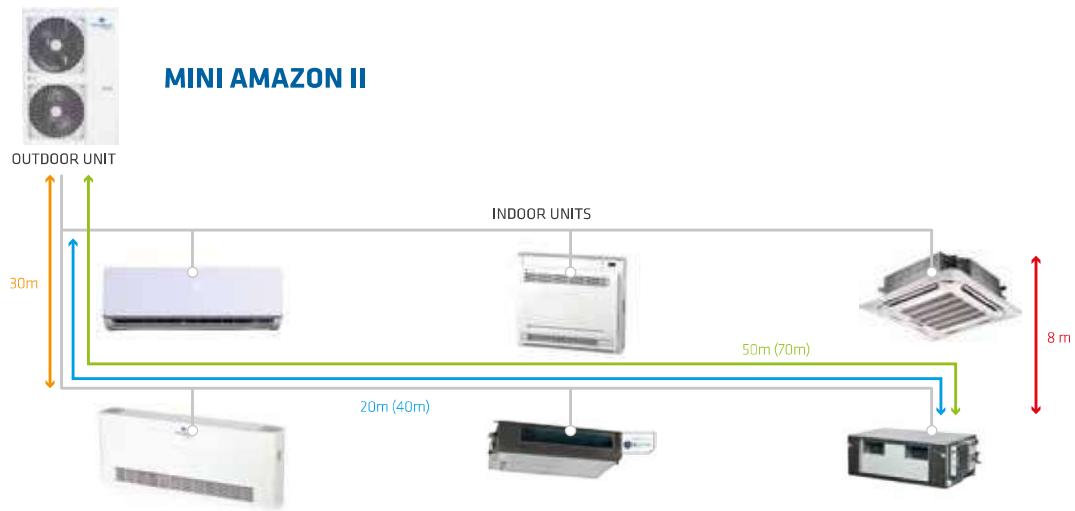 MINI AMAZON II
OUTDOOR UNIT
INDOOR UNITS
30m
8 m
50m (70m)
20m (40m)